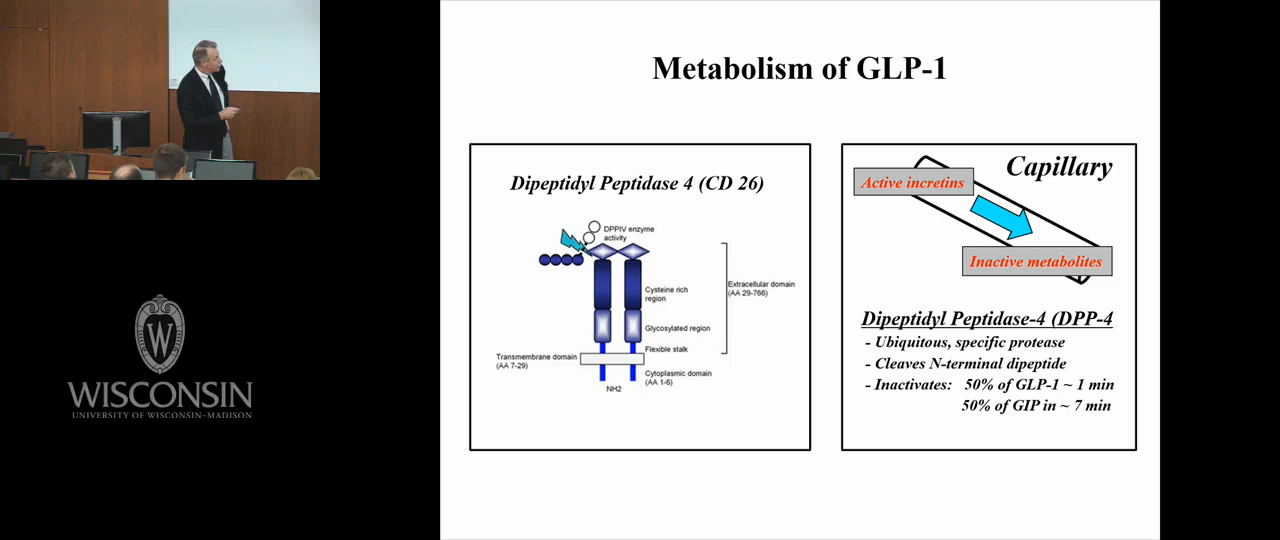 Metabolism of GLP-1
Dipeptidyl Peptidase 4 (CD 26)
DPPIV enzyme
activity
Cysteine rich
region
Extracellular domain
(AA 29-766)
Glycosylated region
Flexible stalk
Transmembrane domain
(AA 7-29)
Cytoplasmic domain
(AA 1-6)
NH2
Capillary
Active incretins
Inactive metabolites
Dipeptidyl Peptidase-4 (DPP-4
- Ubiquitous, specific protease
- Cleaves N-terminal dipeptide
- Inactivates: 50% of GLP-1 ~ 1 min
50% of GIP in ~ 7 min
W
WISCONSIN
UNIVERSITY OF WISCONSIN–MADISON